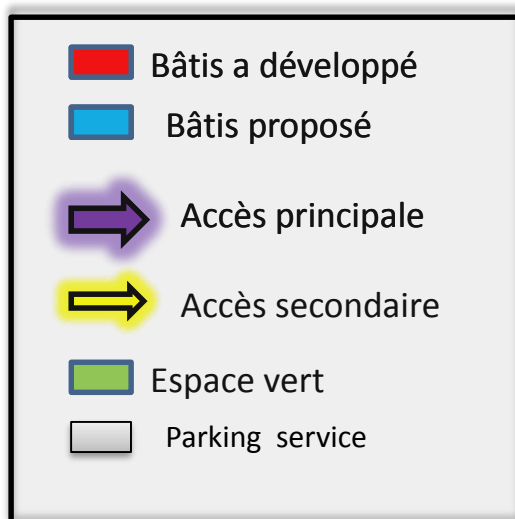 Bâtis a développé
Bâtis proposé
Accès principale
Accès secondaire
Espace vert
Parking service